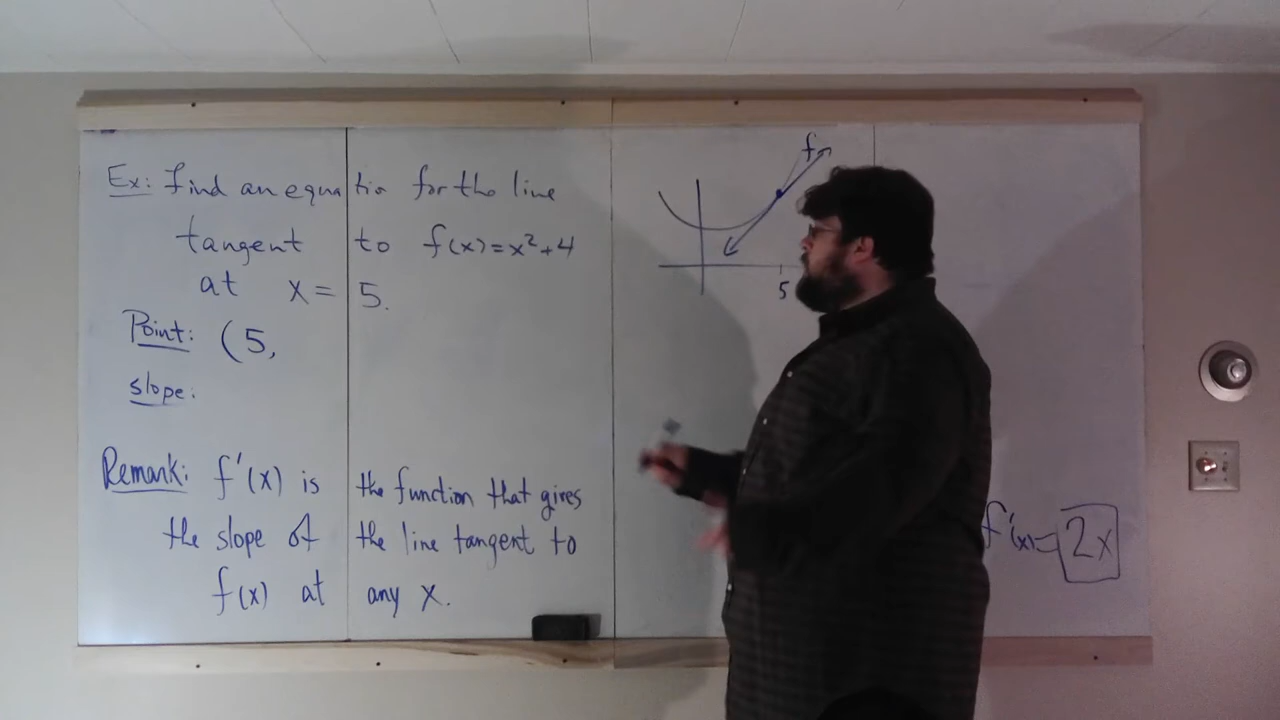 Ex: Find an equatio for the line
tangent to f(x)=x²+4
at x = 5.
Point: (5,
slope:
Remark: f'(x) is the function that gives
the slope of the line tangent to
f(x) at any x.
f
5
f'(x)=2x